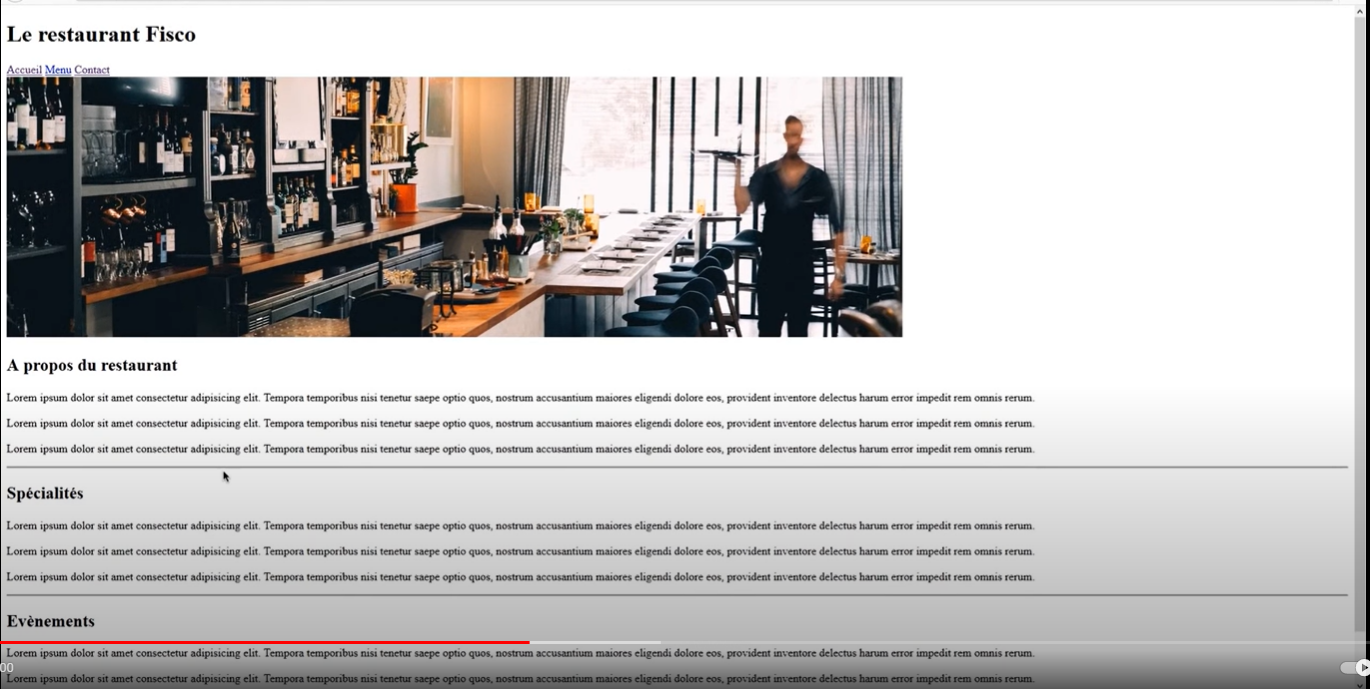 Le restaurant Fisco
Accueil Menu Contact
A propos du restaurant
Lorem ipsum dolor sit amet consectetur adipisicing elit. Tempora temporibus nisi tenetur saepe optio quos, nostrum accusantium maiores eligendi dolore eos, provident inventore delectus harum error impedit rem omnis rerum.
Lorem ipsum dolor sit amet consectetur adipisicing elit. Tempora temporibus nisi tenetur saepe optio quos, nostrum accusantium maiores eligendi dolore eos, provident inventore delectus harum error impedit rem omnis rerum.
Lorem ipsum dolor sit amet consectetur adipisicing elit. Tempora temporibus nisi tenetur saepe optio quos, nostrum accusantium maiores eligendi dolore eos, provident inventore delectus harum error impedit rem omnis rerum.
Spécialités
Lorem ipsum dolor sit amet consectetur adipisicing elit. Tempora temporibus nisi tenetur saepe optio quos, nostrum accusantium maiores eligendi dolore eos, provident inventore delectus harum error impedit rem omnis rerum.
Lorem ipsum dolor sit amet consectetur adipisicing elit. Tempora temporibus nisi tenetur saepe optio quos, nostrum accusantium maiores eligendi dolore eos, provident inventore delectus harum error impedit rem omnis rerum.
Lorem ipsum dolor sit amet consectetur adipisicing elit. Tempora temporibus nisi tenetur saepe optio quos, nostrum accusantium maiores eligendi dolore eos, provident inventore delectus harum error impedit rem omnis rerum.
Evènements
Lorem ipsum dolor sit amet consectetur adipisicing elit. Tempora temporibus nisi tenetur saepe optio quos, nostrum accusantium maiores eligendi dolore eos, provident inventore delectus harum error impedit rem omnis rerum.
00
Lorem ipsum dolor sit amet consectetur adipisicing elit. Tempora temporibus nisi tenetur saepe optio quos, nostrum accusantium maiores eligendi dolore eos, provident inventore delectus harum error impedit rem omnis rerum.